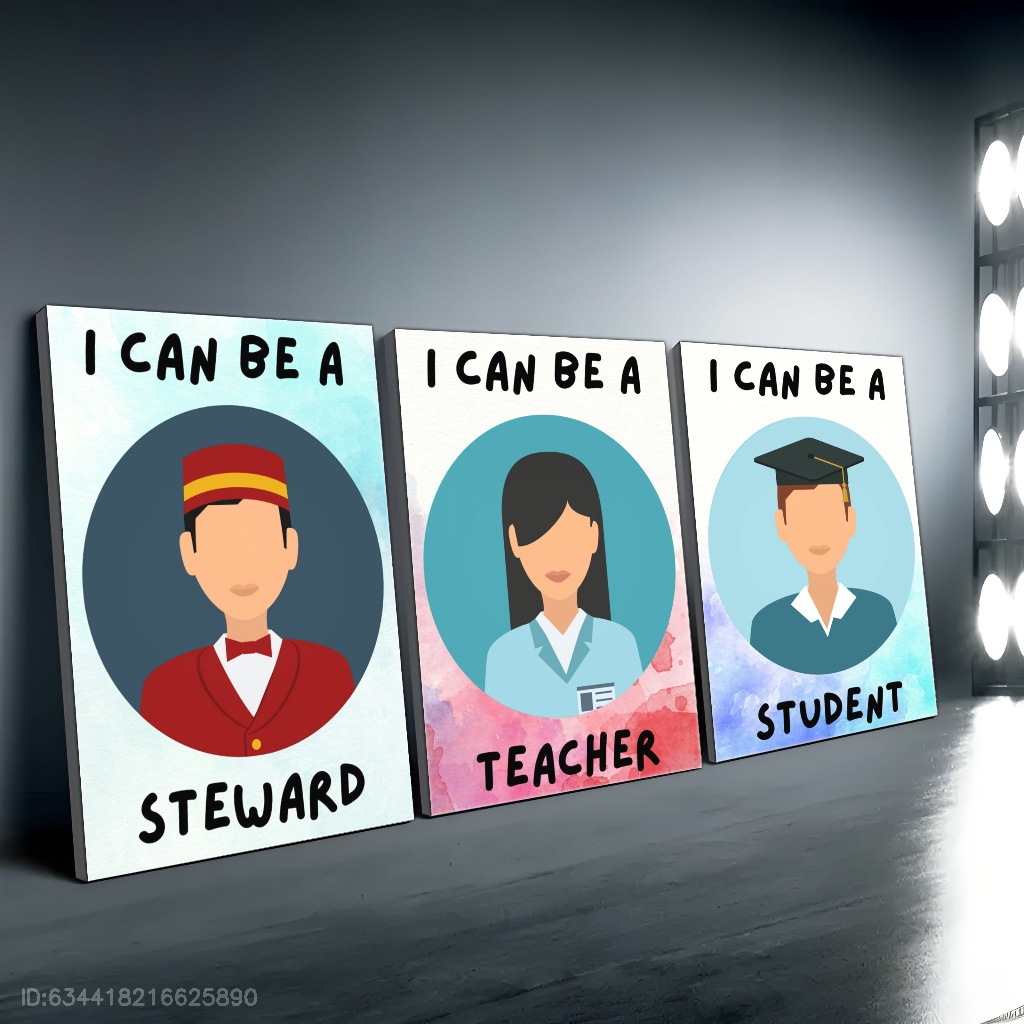 I CAN BE A
STEWARD
I CAN BE A
TEACHER
I CAN BE A
STUDENT
ID:634418216625890